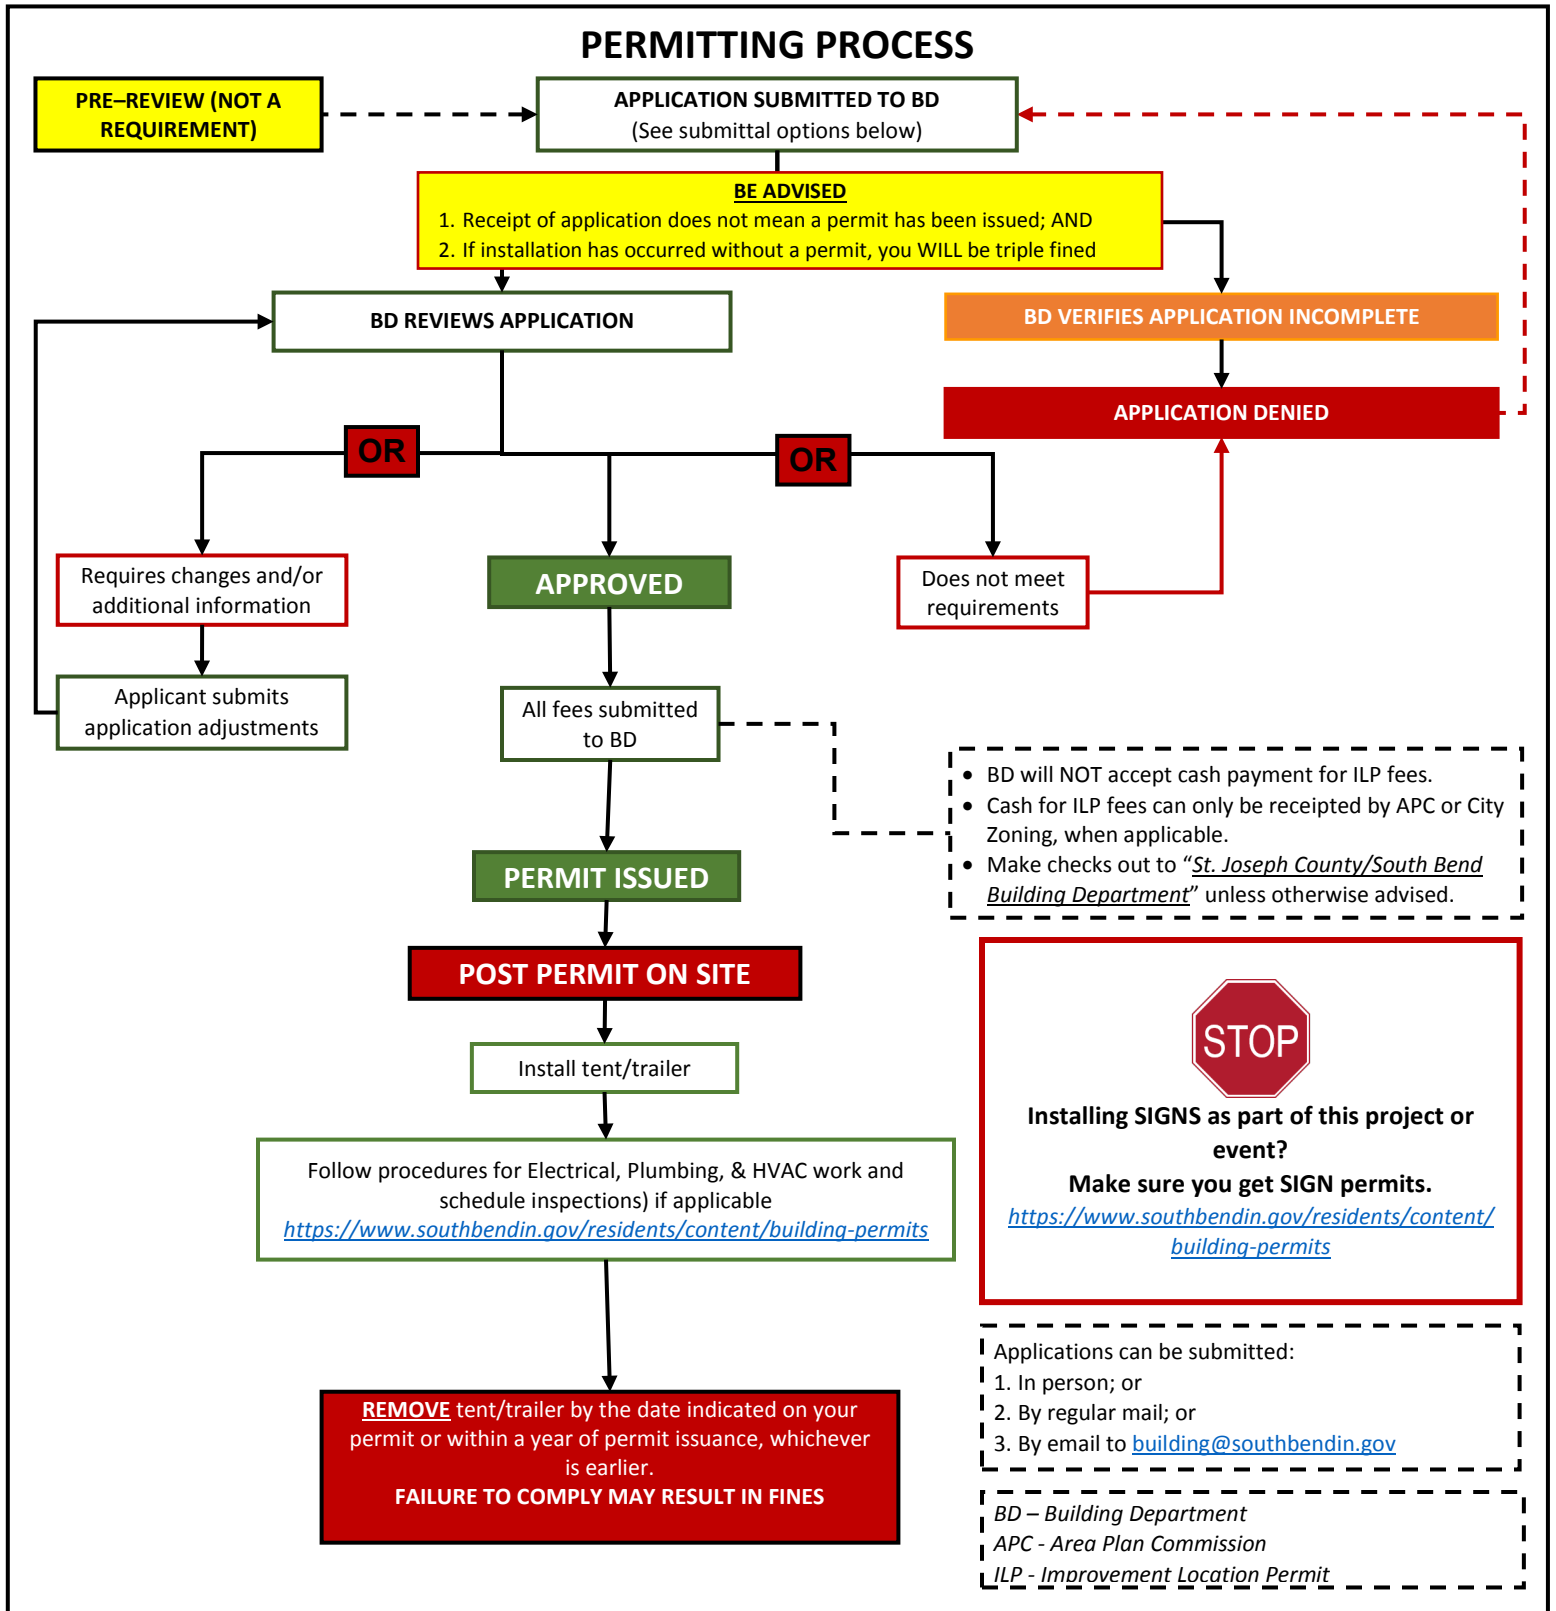 PERMITTING PROCESS
PRE–REVIEW (NOT A
REQUIREMENT)
APPLICATION SUBMITTED TO BD
(See submittal options below)
BE ADVISED
1. Receipt of application does not mean a permit has been issued; AND
2. If installation has occurred without a permit, you WILL be triple fined
BD REVIEWS APPLICATION
BD VERIFIES APPLICATION INCOMPLETE
APPLICATION DENIED
OR
OR
Requires changes and/or
additional information
APPROVED
Does not meet
requirements
Applicant submits
application adjustments
All fees submitted
to BD
• BD will NOT accept cash payment for ILP fees.
• Cash for ILP fees can only be receipted by APC or City
Zoning, when applicable.
• Make checks out to “St. Joseph County/South Bend
Building Department” unless otherwise advised.
PERMIT ISSUED
POST PERMIT ON SITE
Install tent/trailer
Follow procedures for Electrical, Plumbing, & HVAC work and
schedule inspections) if applicable
https://www.southbendin.gov/residents/content/building-permits
STOP
Installing SIGNS as part of this project or
event?
Make sure you get SIGN permits.
https://www.southbendin.gov/residents/content/
building-permits
REMOVE tent/trailer by the date indicated on your
permit or within a year of permit issuance, whichever
is earlier.
FAILURE TO COMPLY MAY RESULT IN FINES
Applications can be submitted:
1. In person; or
2. By regular mail; or
3. By email to building@southbendin.gov
BD – Building Department
APC - Area Plan Commission
ILP - Improvement Location Permit